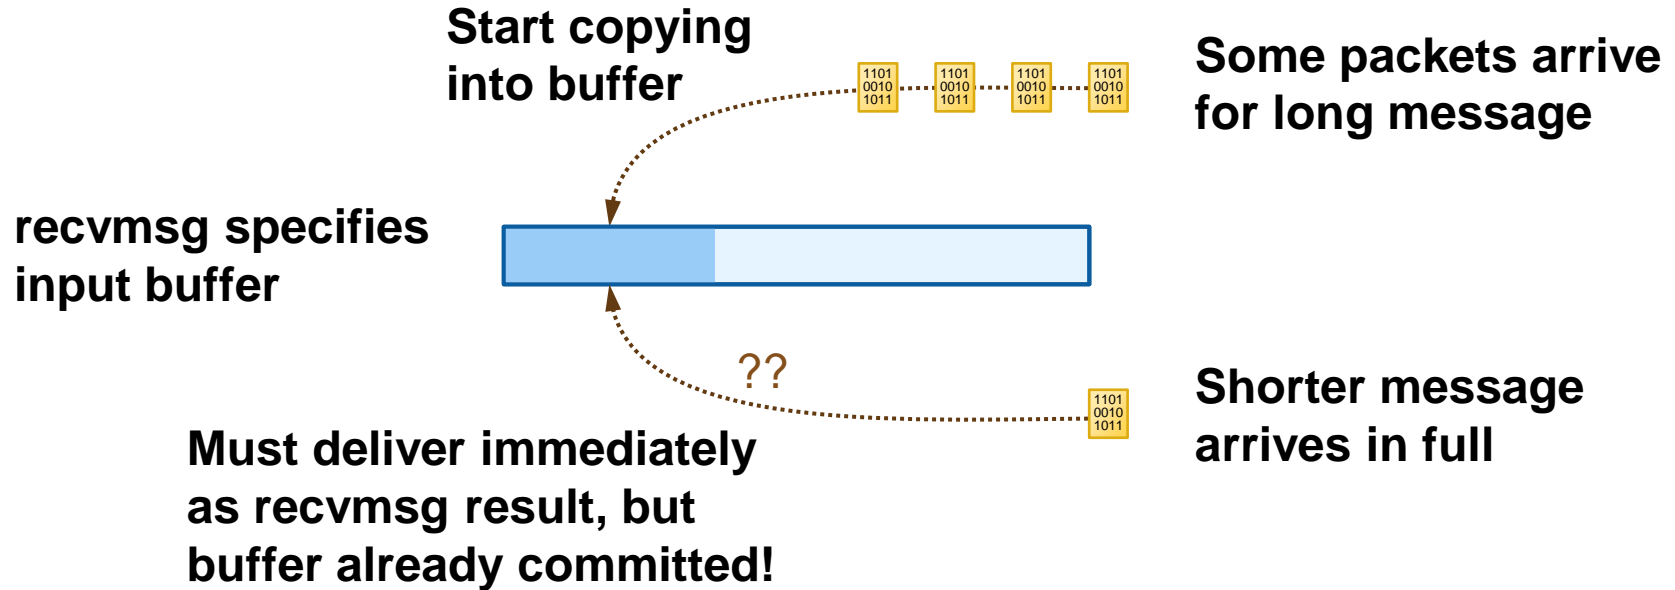 Start copying
into buffer
1101
0010
1011
1101
0010
1011
1101
0010
1011
1101
0010
1011
Some packets arrive
for long message
recvmsg specifies
input buffer
??
1101
0010
1011
Shorter message
arrives in full
Must deliver immediately
as recvmsg result, but
buffer already committed!